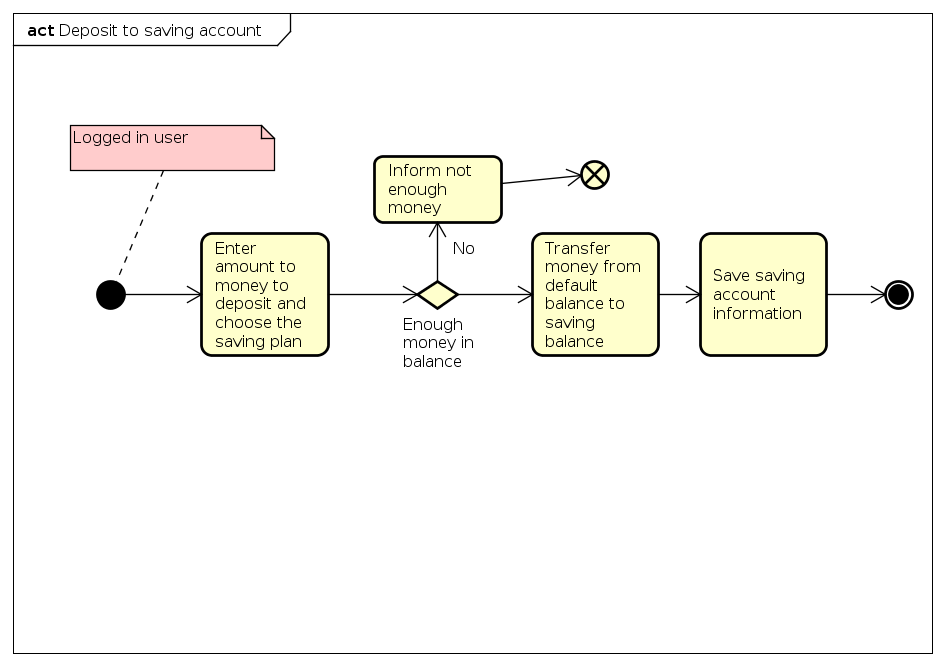 act Deposit to saving account
Logged in user
Inform not
enough
money
No
Enter
amount to
money to
deposit and
choose the
saving plan
Enough
money in
balance
Transfer
money from
default
balance to
saving
balance
Save saving
account
information